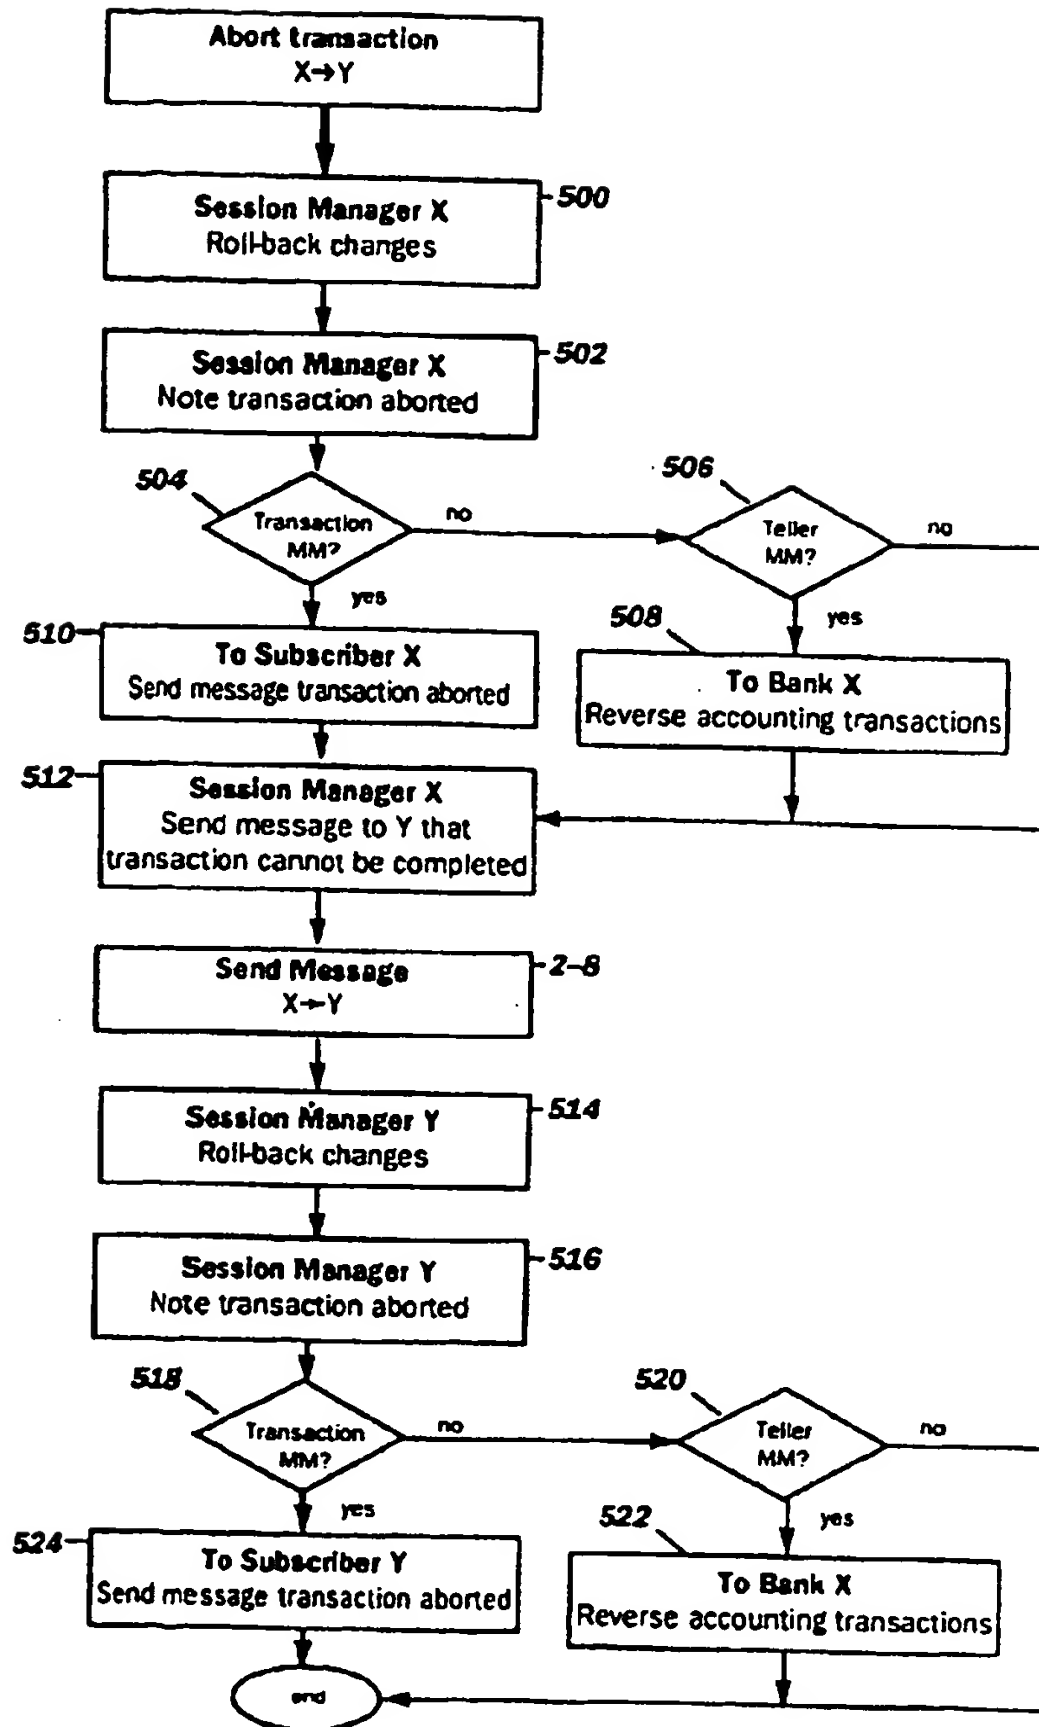 Abort transaction
X→Y
Session Manager X
Roll-back changes
500
Session Manager X
Note transaction aborted
502
504
Transaction
MM?
no
yes
506
Teller
MM?
no
yes
510
To Subscriber X
Send message transaction aborted
508
To Bank X
Reverse accounting transactions
512
Session Manager X
Send message to Y that
transaction cannot be completed
Send Message
X→Y
2-8
Session Manager Y
Roll-back changes
514
Session Manager Y
Note transaction aborted
516
518
Transaction
MM?
no
yes
520
Teller
MM?
no
yes
524
To Subscriber Y
Send message transaction aborted
522
To Bank X
Reverse accounting transactions
end